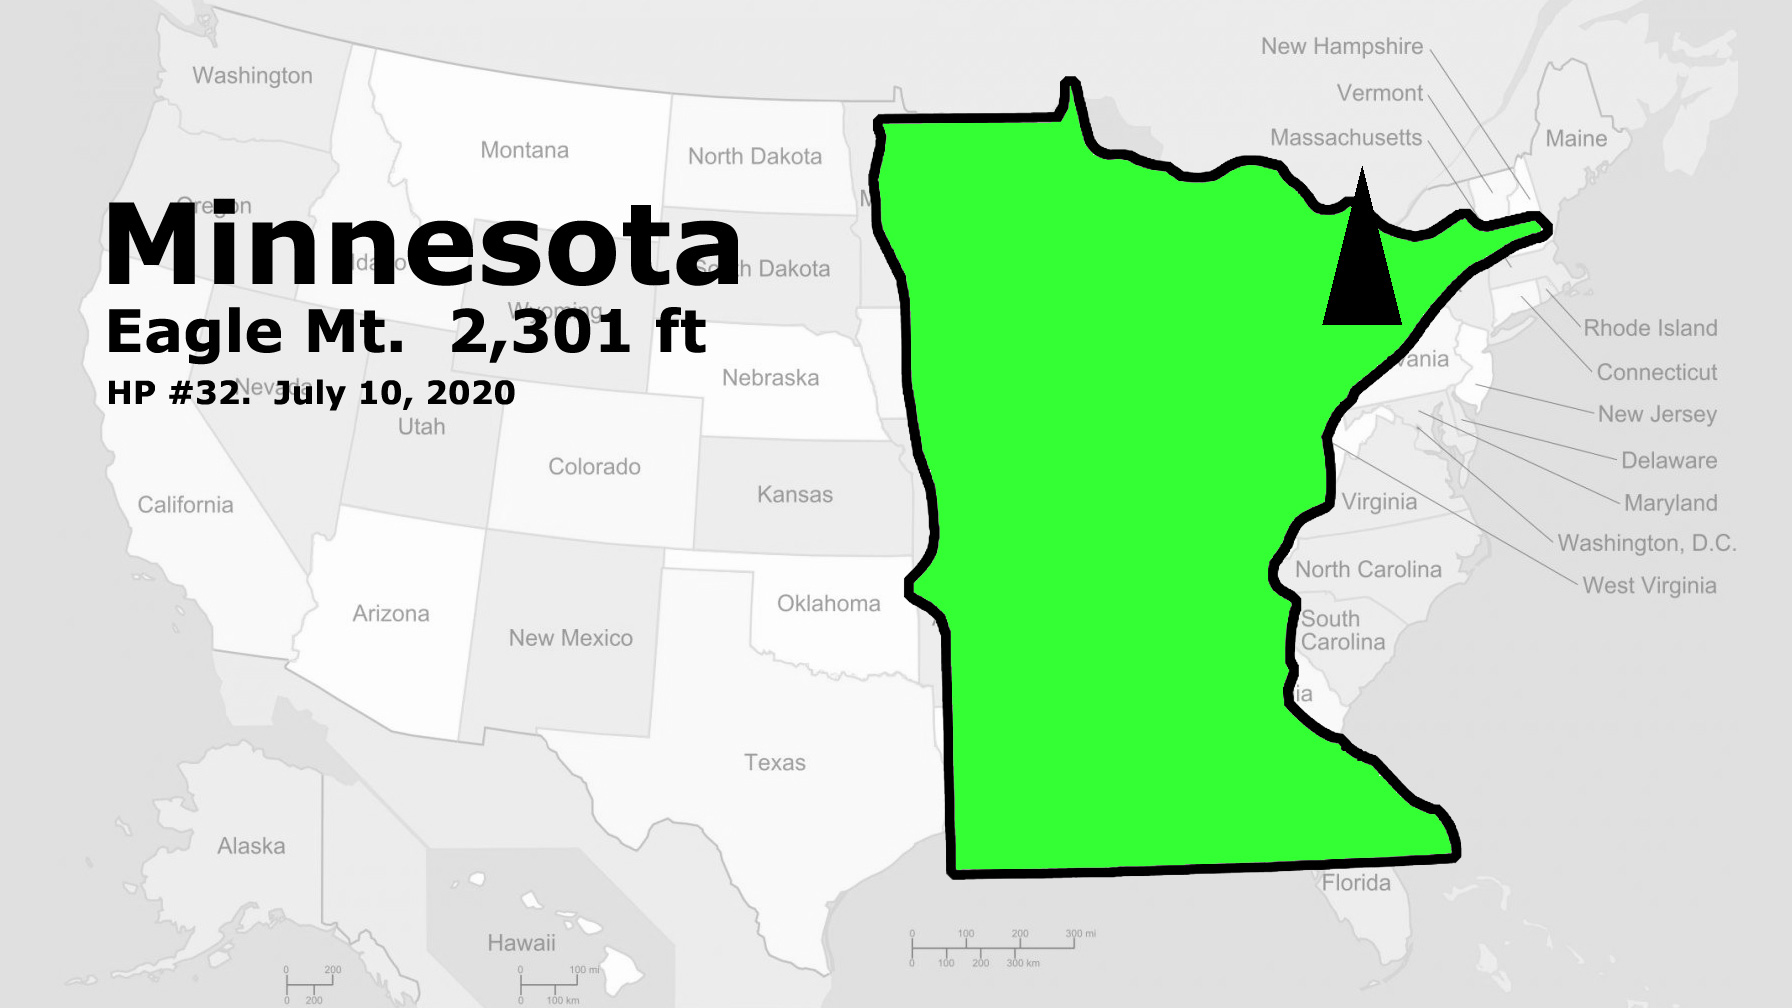 Minnesota
Eagle Mt.  2,301 ft
HP #32.  July 10, 2020
New Hampshire
Vermont
Massachusetts
Maine
Washington
Montana
North Dakota
Oregon
Idaho
South Dakota
Wyoming
Rhode Island
vania
Connecticut
Nebraska
Nevada
New Jersey
Utah
Delaware
Colorado
Kansas
Virginia
Maryland
California
Washington, D.C.
North Carolina
West Virginia
Arizona
Oklahoma
New Mexico
South
Carolina
ia
Texas
Alaska
Florida
Hawaii
0 100 200 300 mi
0 100 200 300 km
0 200
0 200
0 100 mi
0 100 km